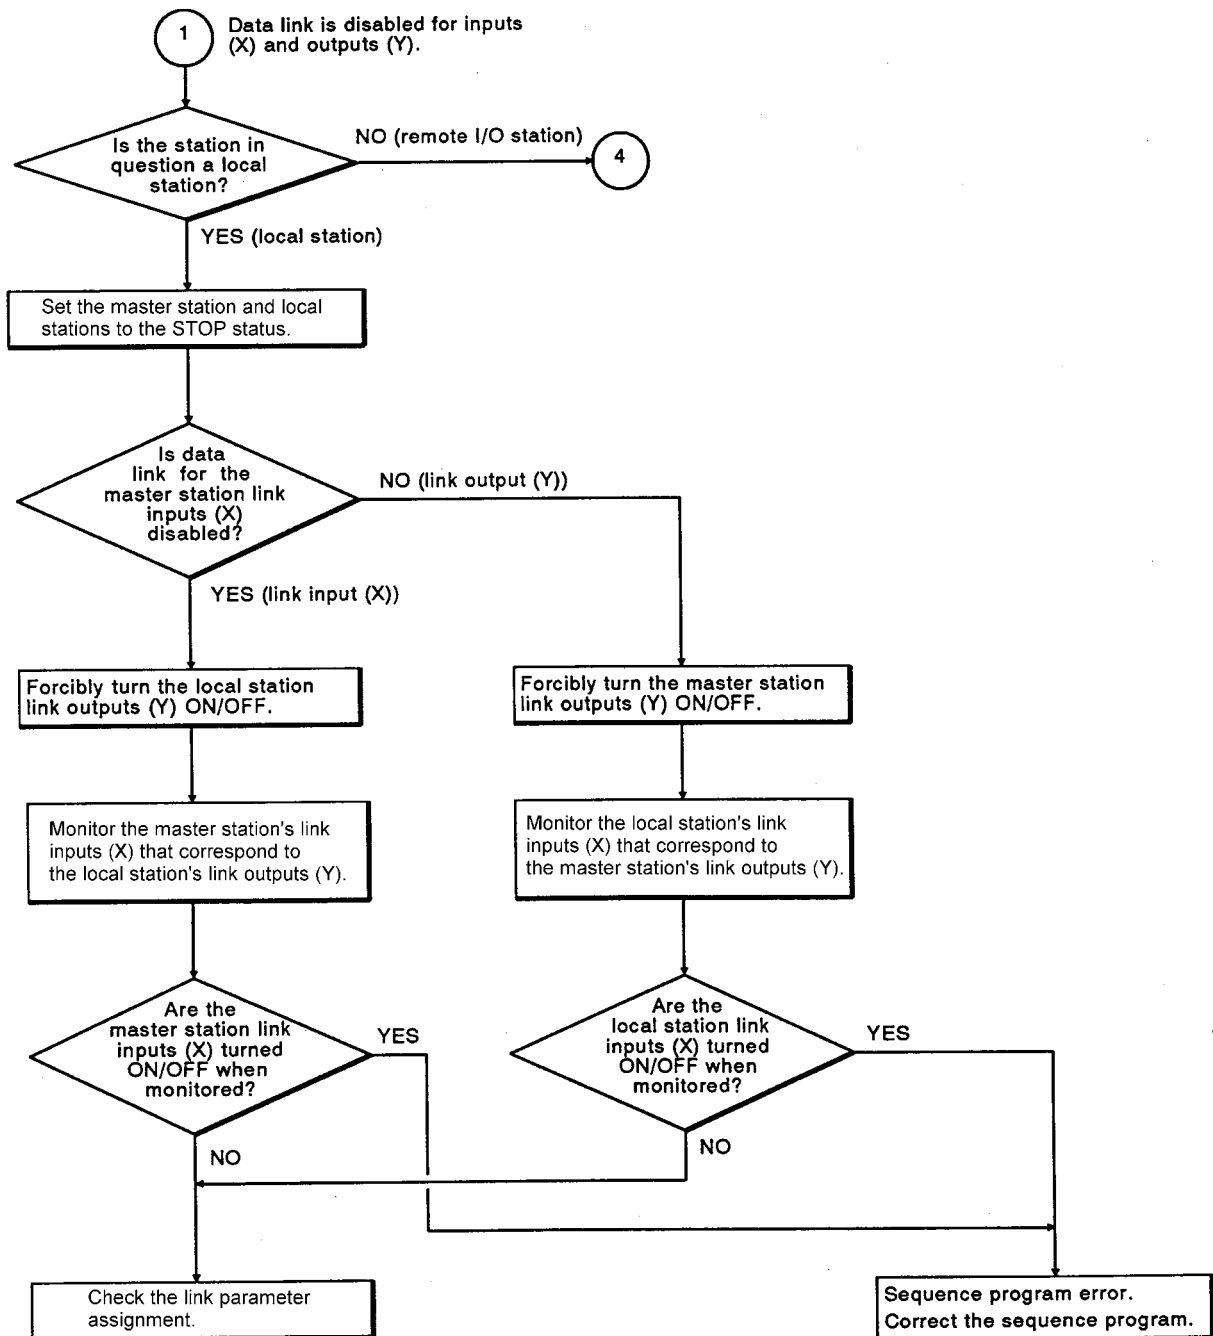 1
Data link is disabled for inputs
(X) and outputs (Y).
Is the station in
question a local
station?
NO (remote I/O station)
4
YES (local station)
Set the master station and local
stations to the STOP status.
Is data
link for the
master station link
inputs (X)
disabled?
NO (link output (Y))
YES (link input (X))
Forcibly turn the local station
link outputs (Y) ON/OFF.
Forcibly turn the master station
link outputs (Y) ON/OFF.
Monitor the master station's link
inputs (X) that correspond to
the local station's link outputs (Y).
Monitor the local station's link
inputs (X) that correspond to
the master station's link outputs (Y).
Are the
master station link
inputs (X) turned
ON/OFF when
monitored?
YES
Are the
local station link
inputs (X) turned
ON/OFF when
monitored?
YES
NO
NO
Check the link parameter
assignment.
Sequence program error.
Correct the sequence program.